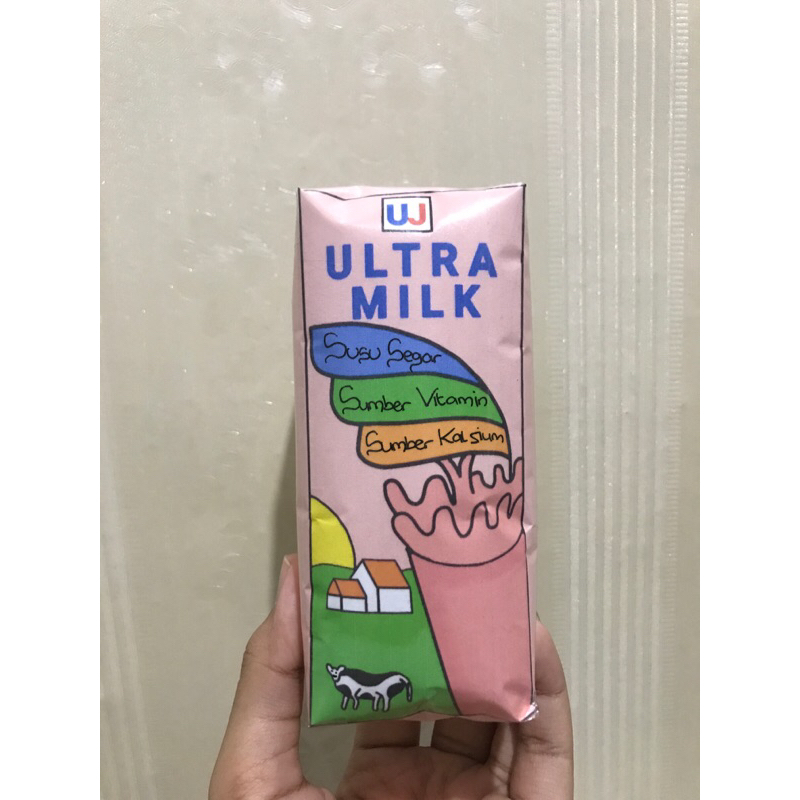 UJ
ULTRA
MILK
Susu Segar
Sumber Vitamin
Sumber Kalsium